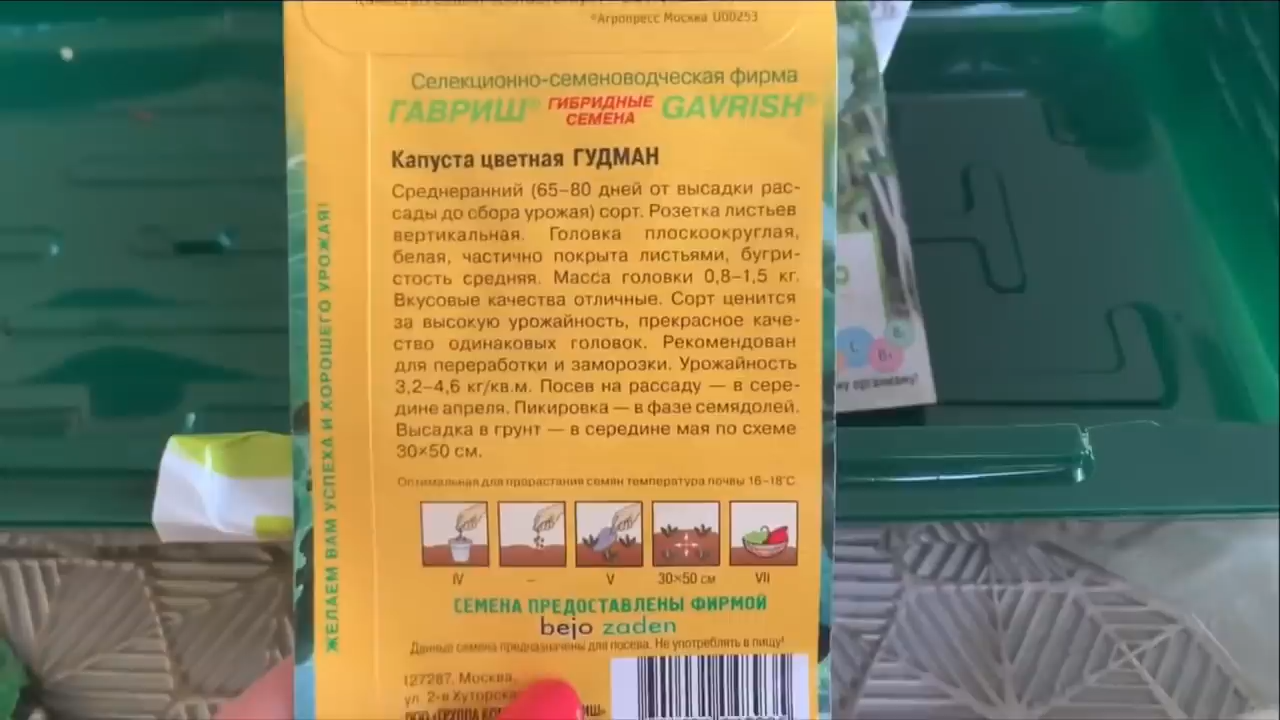 ®Агропресс Москва U00253
Селекционно-семеноводческая фирма
ГАВРИШ® ГИБРИДНЫЕ СЕМЕНА GAVRISH®
Капуста цветная ГУДМАН
Среднеранний (65–80 дней от высадки рас-
сады до сбора урожая) сорт. Розетка листьев
вертикальная. Головка плоскоокруглая,
белая, частично покрыта листьями, бугри-
стость средняя. Масса головки 0,8–1,5 кг.
Вкусовые качества отличные. Сорт ценится
за высокую урожайность, прекрасное каче-
ство одинаковых головок. Рекомендован
для переработки и заморозки. Урожайность
3,2–4,6 кг/кв.м. Посев на рассаду — в сере-
дине апреля. Пикировка — в фазе семядолей.
Высадка в грунт — в середине мая по схеме
30×50 см.
Оптимальная для прорастания семян температура почвы 16–18°С
IV – V 30×50 см VII
СЕМЕНА ПРЕДОСТАВЛЕНЫ ФИРМОЙ
bejo zaden
Данные семена предназначены для посева. Не употреблять в пищу!
127287, Москва,
ул. 2-я Хуторска
ООО «ГРУППА
ЖЕЛАЕМ ВАМ УСПЕХА И ХОРОШЕГО УРОЖАЯ!
организму!